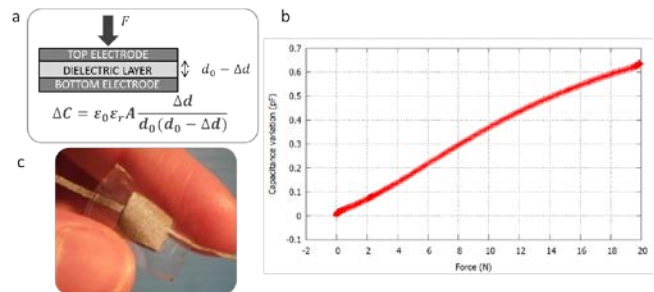 a
F
TOP ELECTRODE
DIELECTRIC LAYER
BOTTOM ELECTRODE
d₀ − Δd
ΔC = ε₀εᵣA Δd / d₀(d₀ − Δd)
b
Capacitance variation (pF)
0.7
0.6
0.5
0.4
0.3
0.2
0.1
0
-0.1
-2 0 2 4 6 8 10 12 14 16 18 20
Force (N)
c